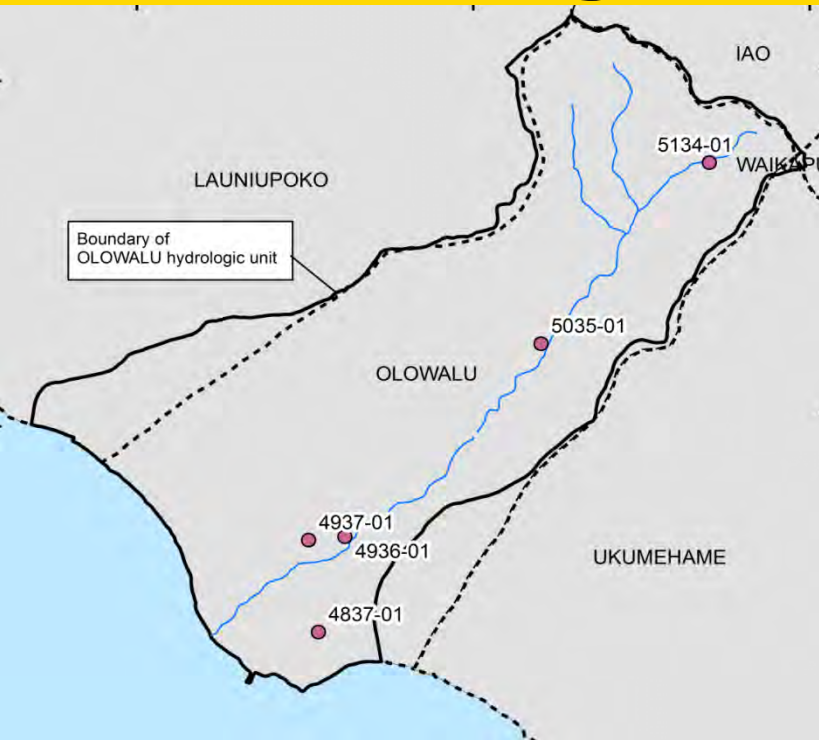 IAO
5134-01
WAIKAPU
LAUNIUPOKO
Boundary of
OLOWALU hydrologic unit
5035-01
OLOWALU
4937-01
4936-01
UKUMEHAME
4837-01